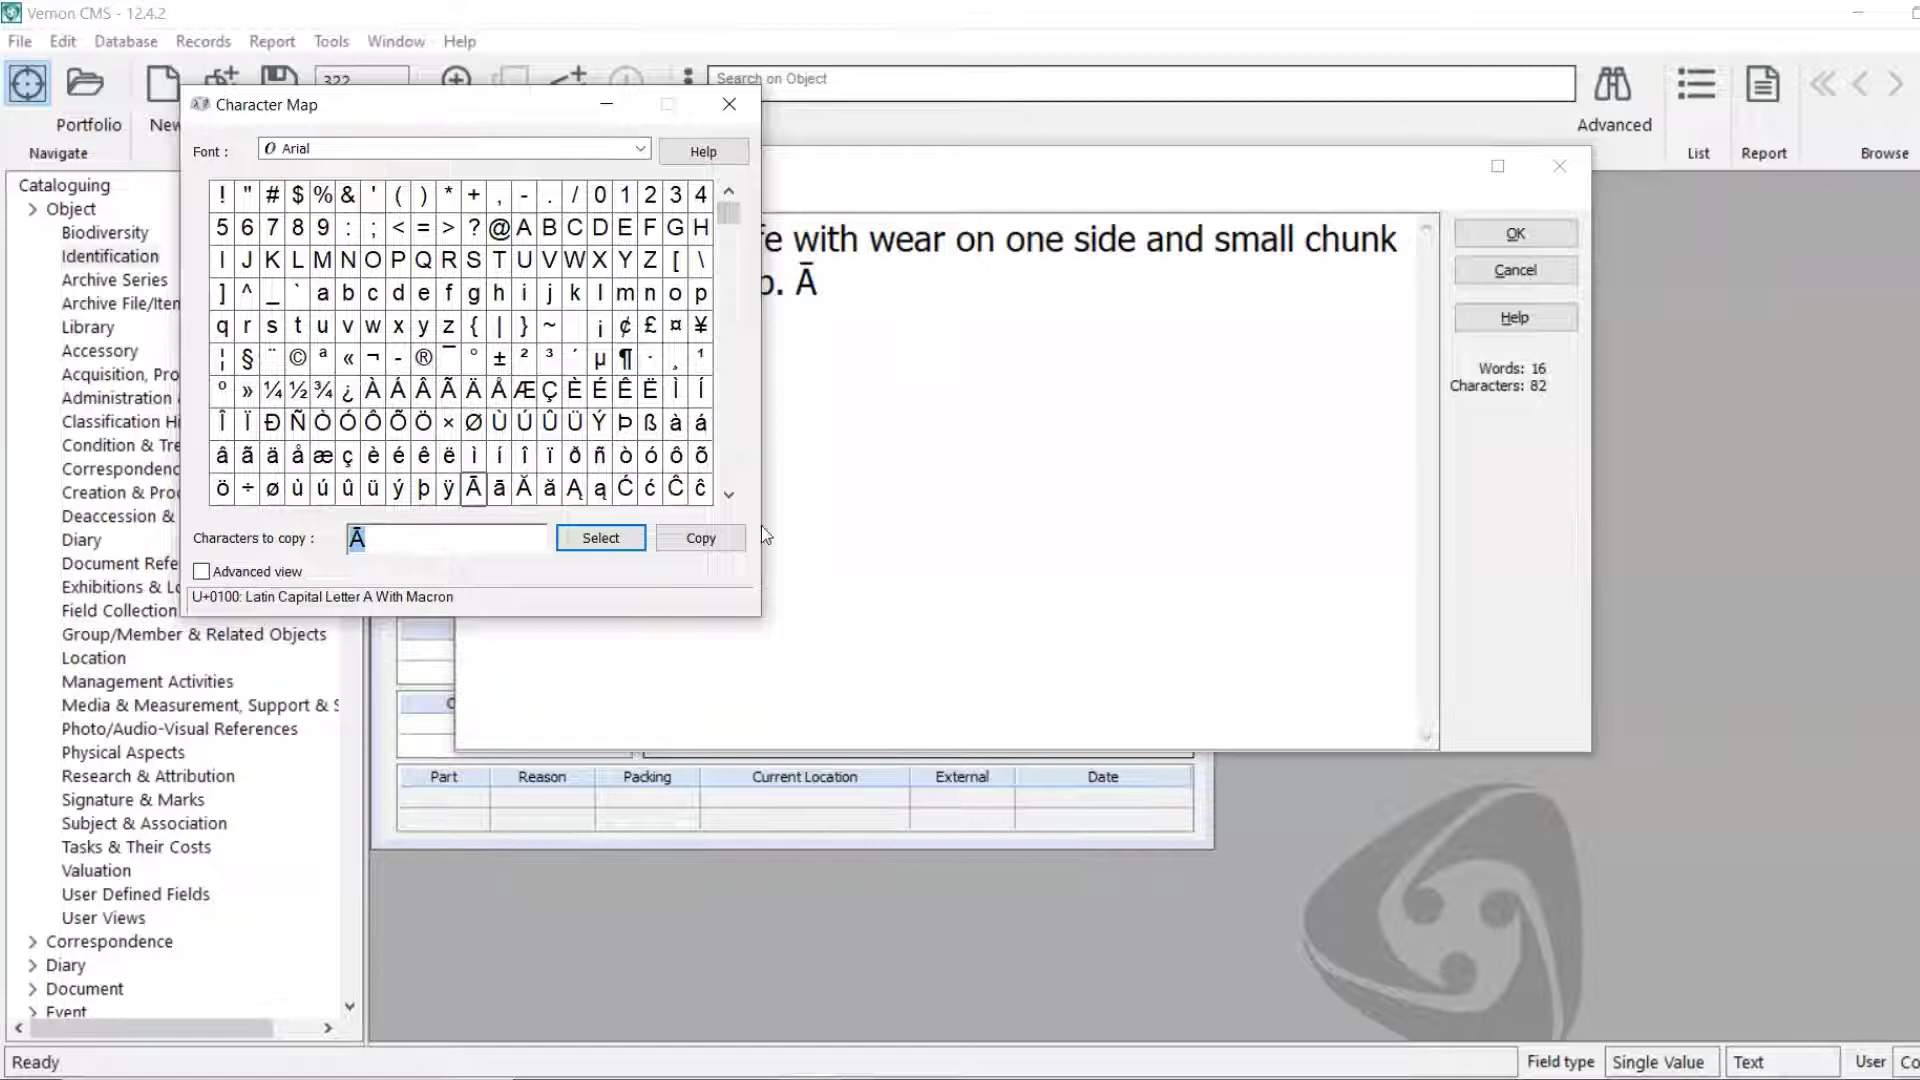 Vernon CMS - 12.4.2
File Edit Database Records Report Tools Window Help
Search on Object
Portfolio
Advanced
Navigate
List Report Browse
Character Map
Font : Arial
Help
! " # $ % & ' ( ) * + , - . / 0 1 2 3 4
5 6 7 8 9 : ; < = > ? @ A B C D E F G H
I J K L M N O P Q R S T U V W X Y Z [ \
] ^ _ ` a b c d e f g h i j k l m n o p
q r s t u v w x y z { | } ~ ¡ ¢ £ ¤ ¥
¦ § ¨ © ª « ¬ - ® ¯ ° ± ² ³ ´ µ ¶ · ¸ ¹
º » ¼ ½ ¾ ¿ À Á Â Ã Ä Å Æ Ç È É Ê Ë Ì Í
Î Ï Ð Ñ Ò Ó Ô Õ Ö × Ø Ù Ú Û Ü Ý Þ ß à á
â ã ä å æ ç è é ê ë ì í î ï ð ñ ò ó ô õ
ö ÷ ø ù ú û ü ý þ ÿ Ā ā Ă ă Ą ą Ć ć Ĉ ĉ
Characters to copy : Ā
Select
Copy
Advanced view
U+0100: Latin Capital Letter A With Macron
with wear on one side and small chunk
Ā
OK
Cancel
Help
Words: 16
Characters: 82
Cataloguing
Object
Biodiversity
Identification
Archive Series
Archive File/
Library
Accessory
Acquisition,
Administration
Classification
Condition &
Correspondenc
Creation &
Deaccession &
Diary
Document
Exhibitions &
Field Collection
Group/Member & Related Objects
Location
Management Activities
Media & Measurement, Support &
Photo/Audio-Visual References
Physical Aspects
Research & Attribution
Signature & Marks
Subject & Association
Tasks & Their Costs
Valuation
User Defined Fields
User Views
Correspondence
Diary
Document
Event
Part Reason Packing Current Location External Date
Ready
Field type Single Value Text User